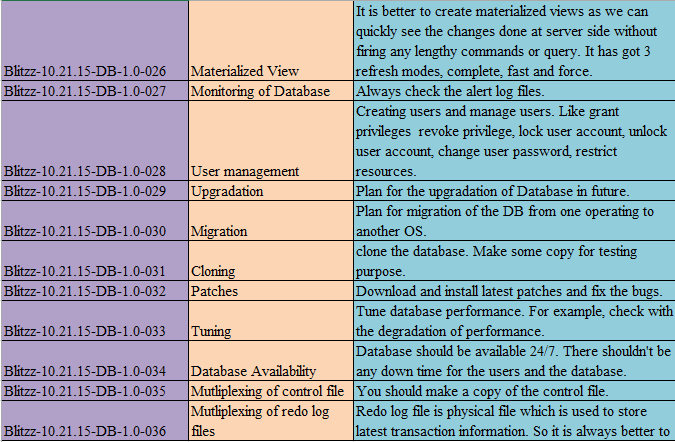 It is better to create materialized views as we can
quickly see the changes done at server side without
firing any lengthy commands or query. It has got 3
Blitzz-10.21.15-DB-1.0-026 Materialized View refresh modes, complete, fast and force.
Blitzz-10.21.15-DB-1.0-027 Monitoring of Database Always check the alert log files.
Creating users and manage users. Like grant
privileges revoke privilege, lock user account, unlock
user account, change user password, restrict
Blitzz-10.21.15-DB-1.0-028 User management resources.
Blitzz-10.21.15-DB-1.0-029 Upgradation Plan for the upgradation of Database in future.
Plan for migration of the DB from one operating to
Blitzz-10.21.15-DB-1.0-030 Migration another OS.
clone the database. Make some copy for testing
Blitzz-10.21.15-DB-1.0-031 Cloning purpose.
Blitzz-10.21.15-DB-1.0-032 Patches Download and install latest patches and fix the bugs.
Tune database performance. For example, check with
Blitzz-10.21.15-DB-1.0-033 Tuning the degradation of performance.
Database should be available 24/7. There shouldn't be
Blitzz-10.21.15-DB-1.0-034 Database Availability any down time for the users and the database.
Blitzz-10.21.15-DB-1.0-035 Mutliplexing of control file You should make a copy of the control file.
Mutliplexing of redo log Redo log file is physical file which is used to store
Blitzz-10.21.15-DB-1.0-036 files latest transaction information. So it is always better to